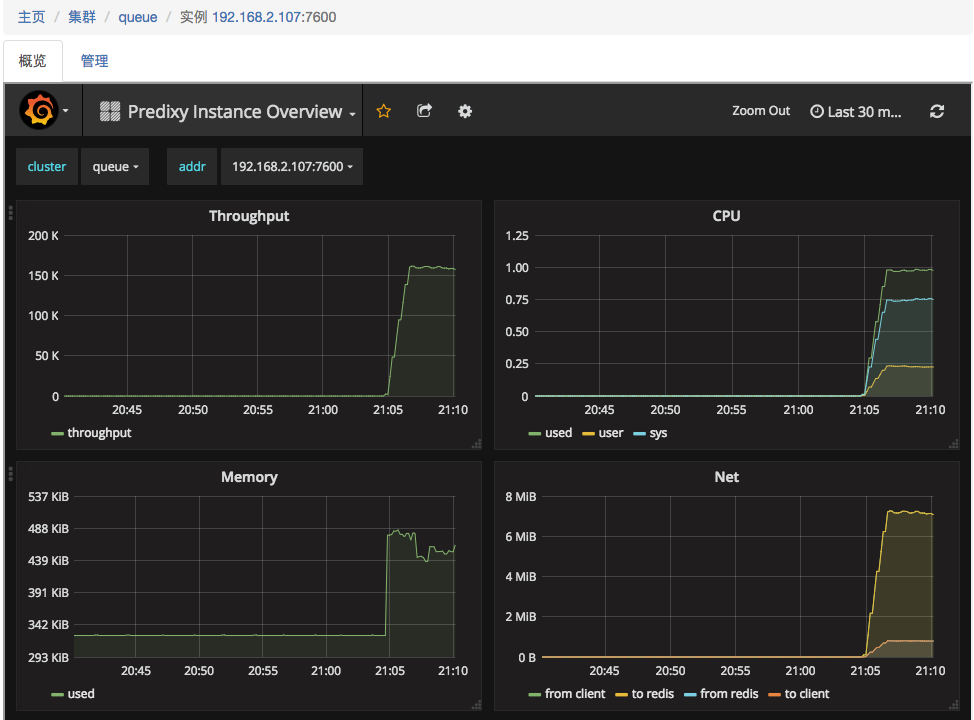 主页 / 集群 / queue / 实例 192.168.2.107:7600
概览 管理
Predixy Instance Overview Zoom Out Last 30 m...
cluster queue addr 192.168.2.107:7600
Throughput
200 K
150 K
100 K
50 K
0
20:45 20:50 20:55 21:00 21:05 21:10
throughput
CPU
1.25
1.00
0.75
0.50
0.25
0
20:45 20:50 20:55 21:00 21:05 21:10
used user sys
Memory
537 KiB
488 KiB
439 KiB
391 KiB
342 KiB
293 KiB
20:45 20:50 20:55 21:00 21:05 21:10
used
Net
8 MiB
6 MiB
4 MiB
2 MiB
0 B
20:45 20:50 20:55 21:00 21:05 21:10
from client to redis from redis to client